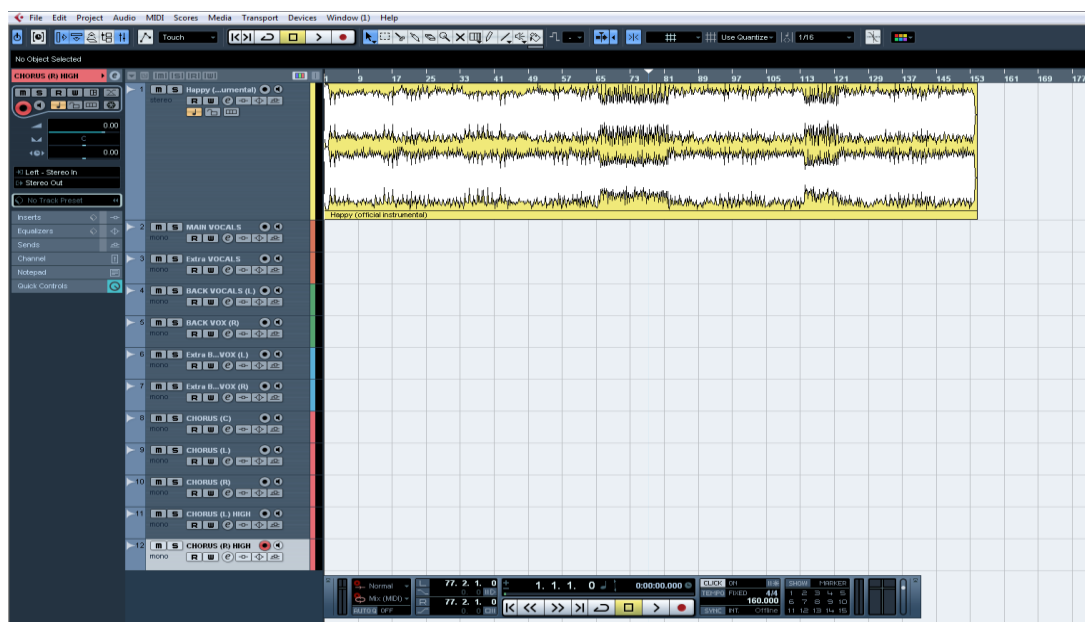 File Edit Project Audio MIDI Scores Media Transport Devices Window (1) Help
Touch Use Quantize 1/16
No Object Selected
CHORUS (R) HIGH
m S R W
0.00
C
0.00
Left - Stereo In
Stereo Out
No Track Preset
Inserts
Equalizers
Sends
Channel
Notepad
Quick Controls
1 9 17 25 33 41 49 57 65 73 81 89 97 105 113 121 129 137 145 153 161 169 177
1 m S Happy (...umental)
stereo R W e
Happy (official instrumental)
2 m S MAIN VOCALS
mono R W e
3 m S Extra VOCALS
mono R W e
4 m S BACK VOCALS (L)
mono R W e
5 m S BACK VOX (R)
mono R W e
6 m S Extra B...VOX (L)
mono R W e
7 m S Extra B...VOX (R)
mono R W e
8 m S CHORUS (C)
mono R W e
9 m S CHORUS (L)
mono R W e
10 m S CHORUS (R)
mono R W e
11 m S CHORUS (L) HIGH
mono R W e
12 m S CHORUS (R) HIGH
mono R W e
Normal L 77. 2. 1. 0 1. 1. 1. 0 0:00:00.000 CLICK ON SHOW MARKER
0 0 TEMPO FIXED 4/4 1 2 3 4 5
Mix (MIDI) R 77. 2. 1. 0 160.000 6 7 8 9 10
AUTO Q OFF 0 0 SYNC INT. Offline 11 12 13 14 15